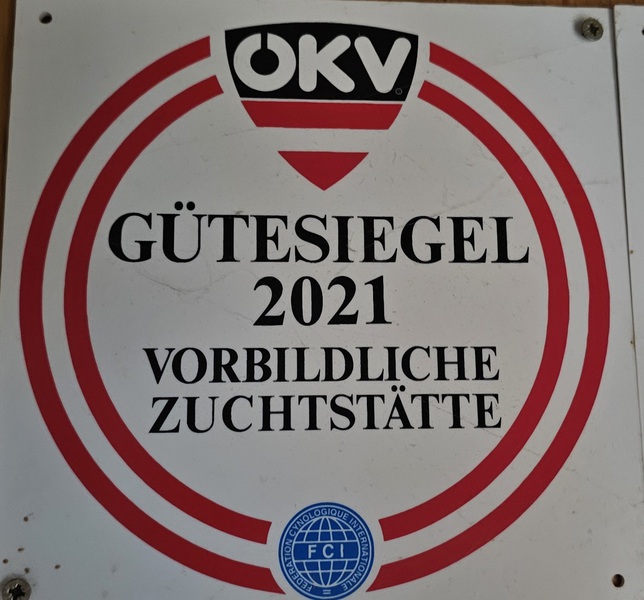 ÖKV
GÜTESIEGEL
2021
VORBILDLICHE
ZUCHTSTÄTTE
FEDERATION CYNOLOGIQUE INTERNATIONALE
FCI